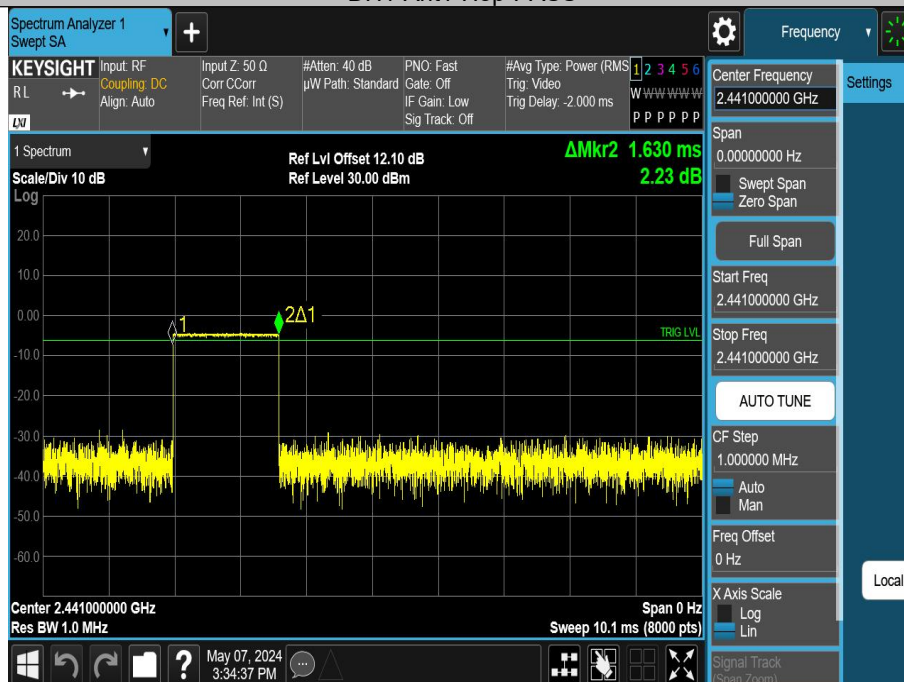 Spectrum Analyzer 1
Swept SA
Frequency
KEYSIGHT
R L
LXI
Input: RF
Coupling: DC
Align: Auto
Input Z: 50 Ω
Corr CCorr
Freq Ref: Int (S)
#Atten: 40 dB
µW Path: Standard
PNO: Fast
Gate: Off
IF Gain: Low
Sig Track: Off
#Avg Type: Power (RMS
Trig: Video
Trig Delay: -2.000 ms
1 2 3 4 5 6
W W W W W W
P P P P P P
1 Spectrum
Scale/Div 10 dB
Log
Ref Lvl Offset 12.10 dB
Ref Level 30.00 dBm
ΔMkr2 1.630 ms
2.23 dB
20.0
10.0
0.00
-10.0
-20.0
-30.0
-40.0
-50.0
-60.0
1
2Δ1
TRIG LVL
Center 2.441000000 GHz
Res BW 1.0 MHz
Span 0 Hz
Sweep 10.1 ms (8000 pts)
May 07, 2024
3:34:37 PM
Center Frequency
2.441000000 GHz
Span
0.00000000 Hz
Swept Span
Zero Span
Full Span
Start Freq
2.441000000 GHz
Stop Freq
2.441000000 GHz
AUTO TUNE
CF Step
1.000000 MHz
Auto
Man
Freq Offset
0 Hz
X Axis Scale
Log
Lin
Signal Track
(Span Zoom)
Settings
Local